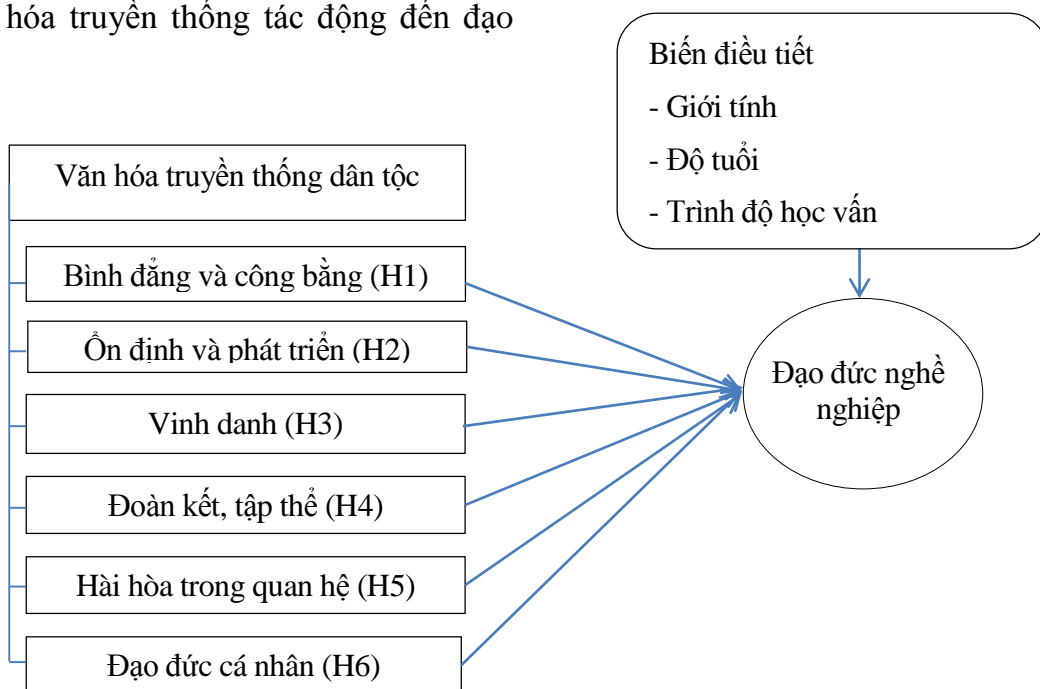 hóa truyền thống tác động đến đạo
Biến điều tiết
- Giới tính
- Độ tuổi
- Trình độ học vấn
Văn hóa truyền thống dân tộc
Bình đẳng và công bằng (H1)
Ổn định và phát triển (H2)
Vinh danh (H3)
Đoàn kết, tập thể (H4)
Hài hòa trong quan hệ (H5)
Đạo đức cá nhân (H6)
Đạo đức nghề
nghiệp